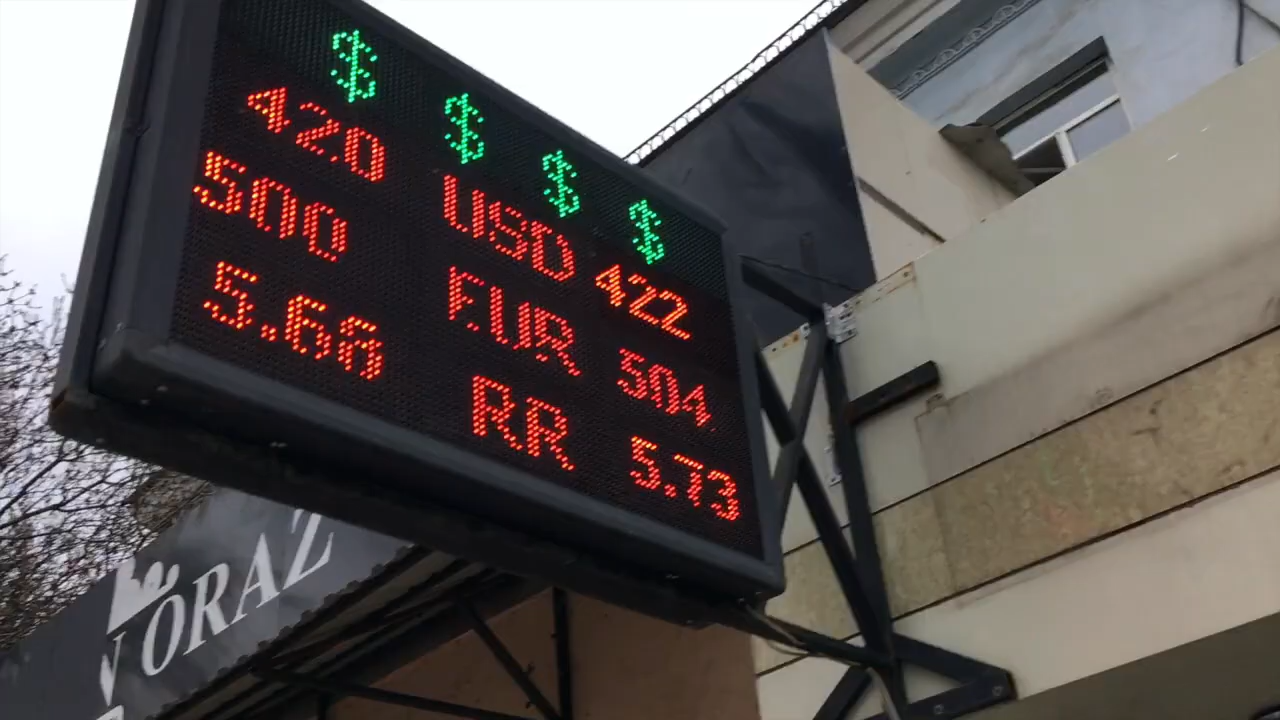 $ $ $ $
420 USD 422
500 EUR 504
5.66 RR 5.73
ORAZ